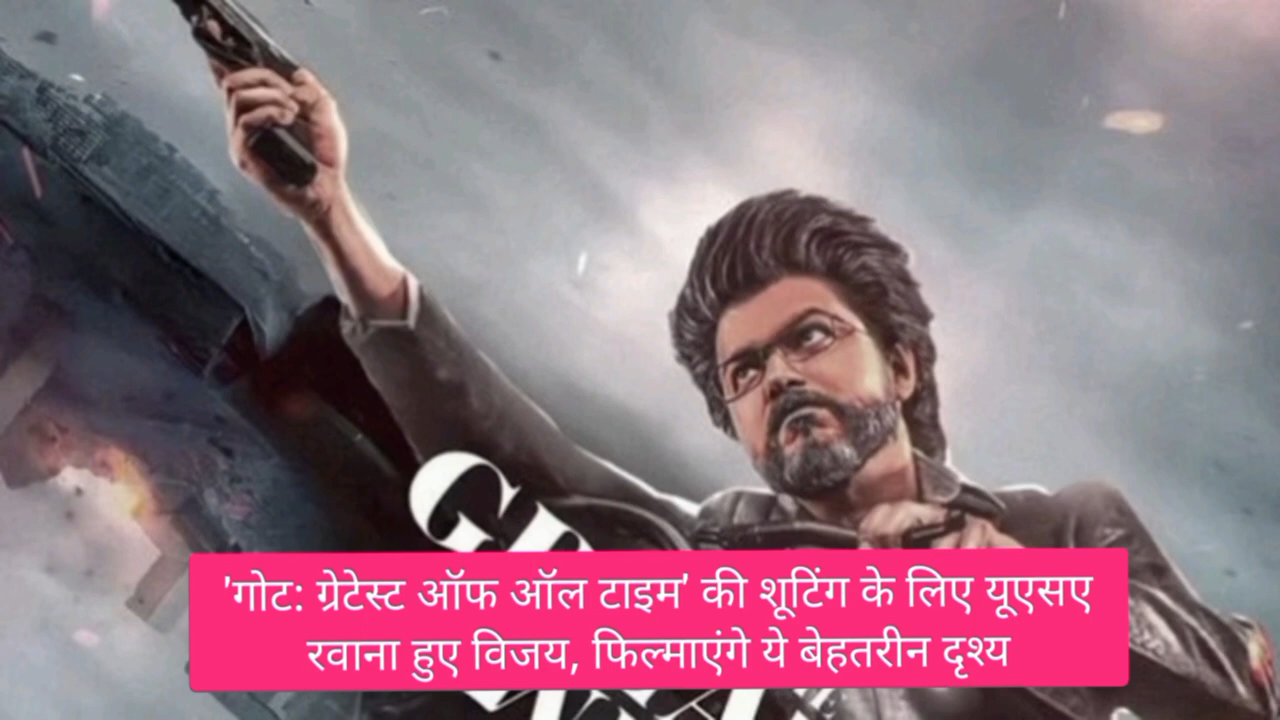 'गोट: ग्रेटेस्ट ऑफ ऑल टाइम' की शूटिंग के लिए यूएसए
रवाना हुए विजय, फिल्माएंगे ये बेहतरीन दृश्य